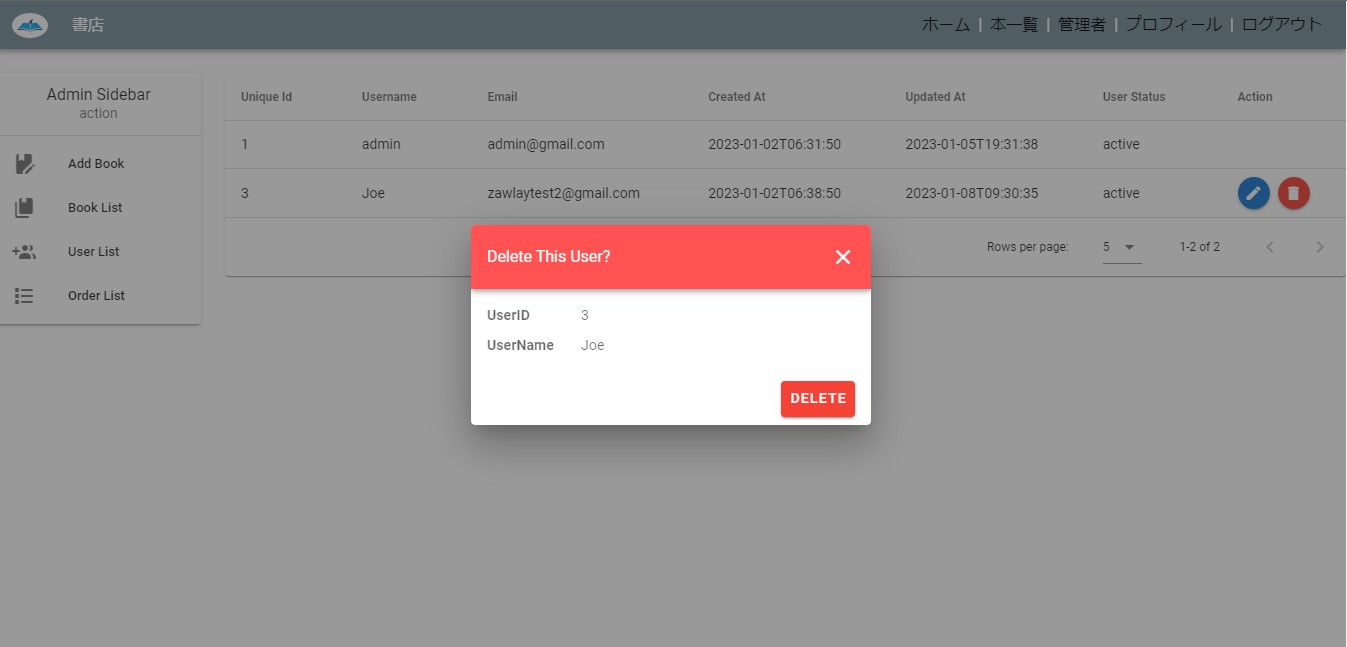 書店 ホーム | 本一覧 | 管理者 | プロフィール | ログアウト
Admin Sidebar
action
Add Book
Book List
User List
Order List
Unique Id Username Email Created At Updated At User Status Action
1 admin admin@gmail.com 2023-01-02T06:31:50 2023-01-05T19:31:38 active
3 Joe zawlaytest2@gmail.com 2023-01-02T06:38:50 2023-01-08T09:30:35 active
Rows per page: 5 1-2 of 2
Delete This User?
UserID 3
UserName Joe
DELETE